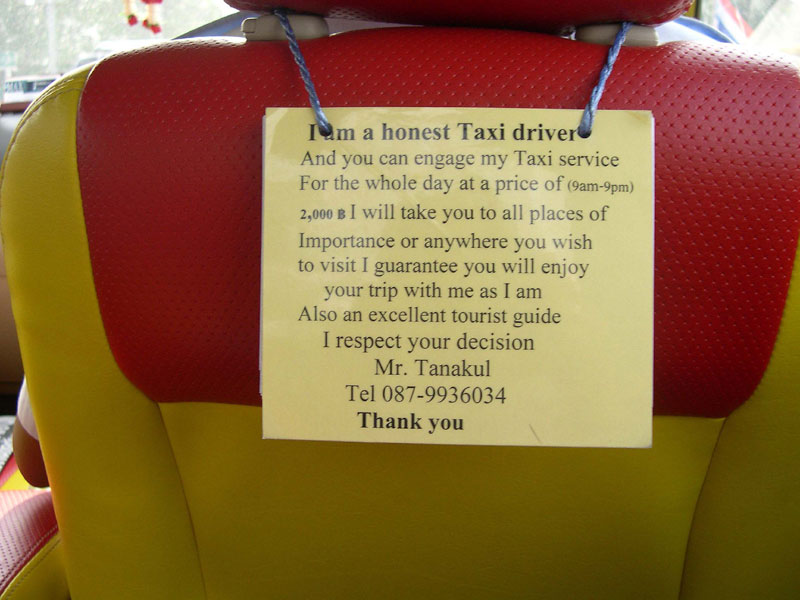 I am a honest Taxi driver
And you can engage my Taxi service
For the whole day at a price of (9am-9pm)
2,000 ฿ I will take you to all places of
Importance or anywhere you wish
to visit I guarantee you will enjoy
your trip with me as I am
Also an excellent tourist guide
I respect your decision
Mr. Tanakul
Tel 087-9936034
Thank you